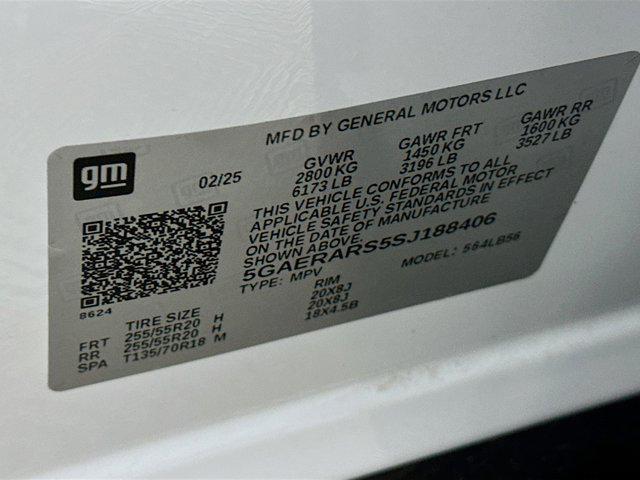 MFD BY GENERAL MOTORS LLC
gm
02/25
GVWR GAWR FRT GAWR RR
2800 KG 1450 KG 1600 KG
6173 LB 3196 LB 3527 LB
THIS VEHICLE CONFORMS TO ALL
APPLICABLE U.S. FEDERAL MOTOR
VEHICLE SAFETY STANDARDS IN EFFECT
ON THE DATE OF MANUFACTURE
SHOWN ABOVE.
5GAERARS5SJ188406
TYPE: MPV MODEL: 564LB56
8624
TIRE SIZE RIM
FRT 255/55R20 H 20X8J
RR 255/55R20 H 20X8J
SPA T135/70R18 M 18X4.5B